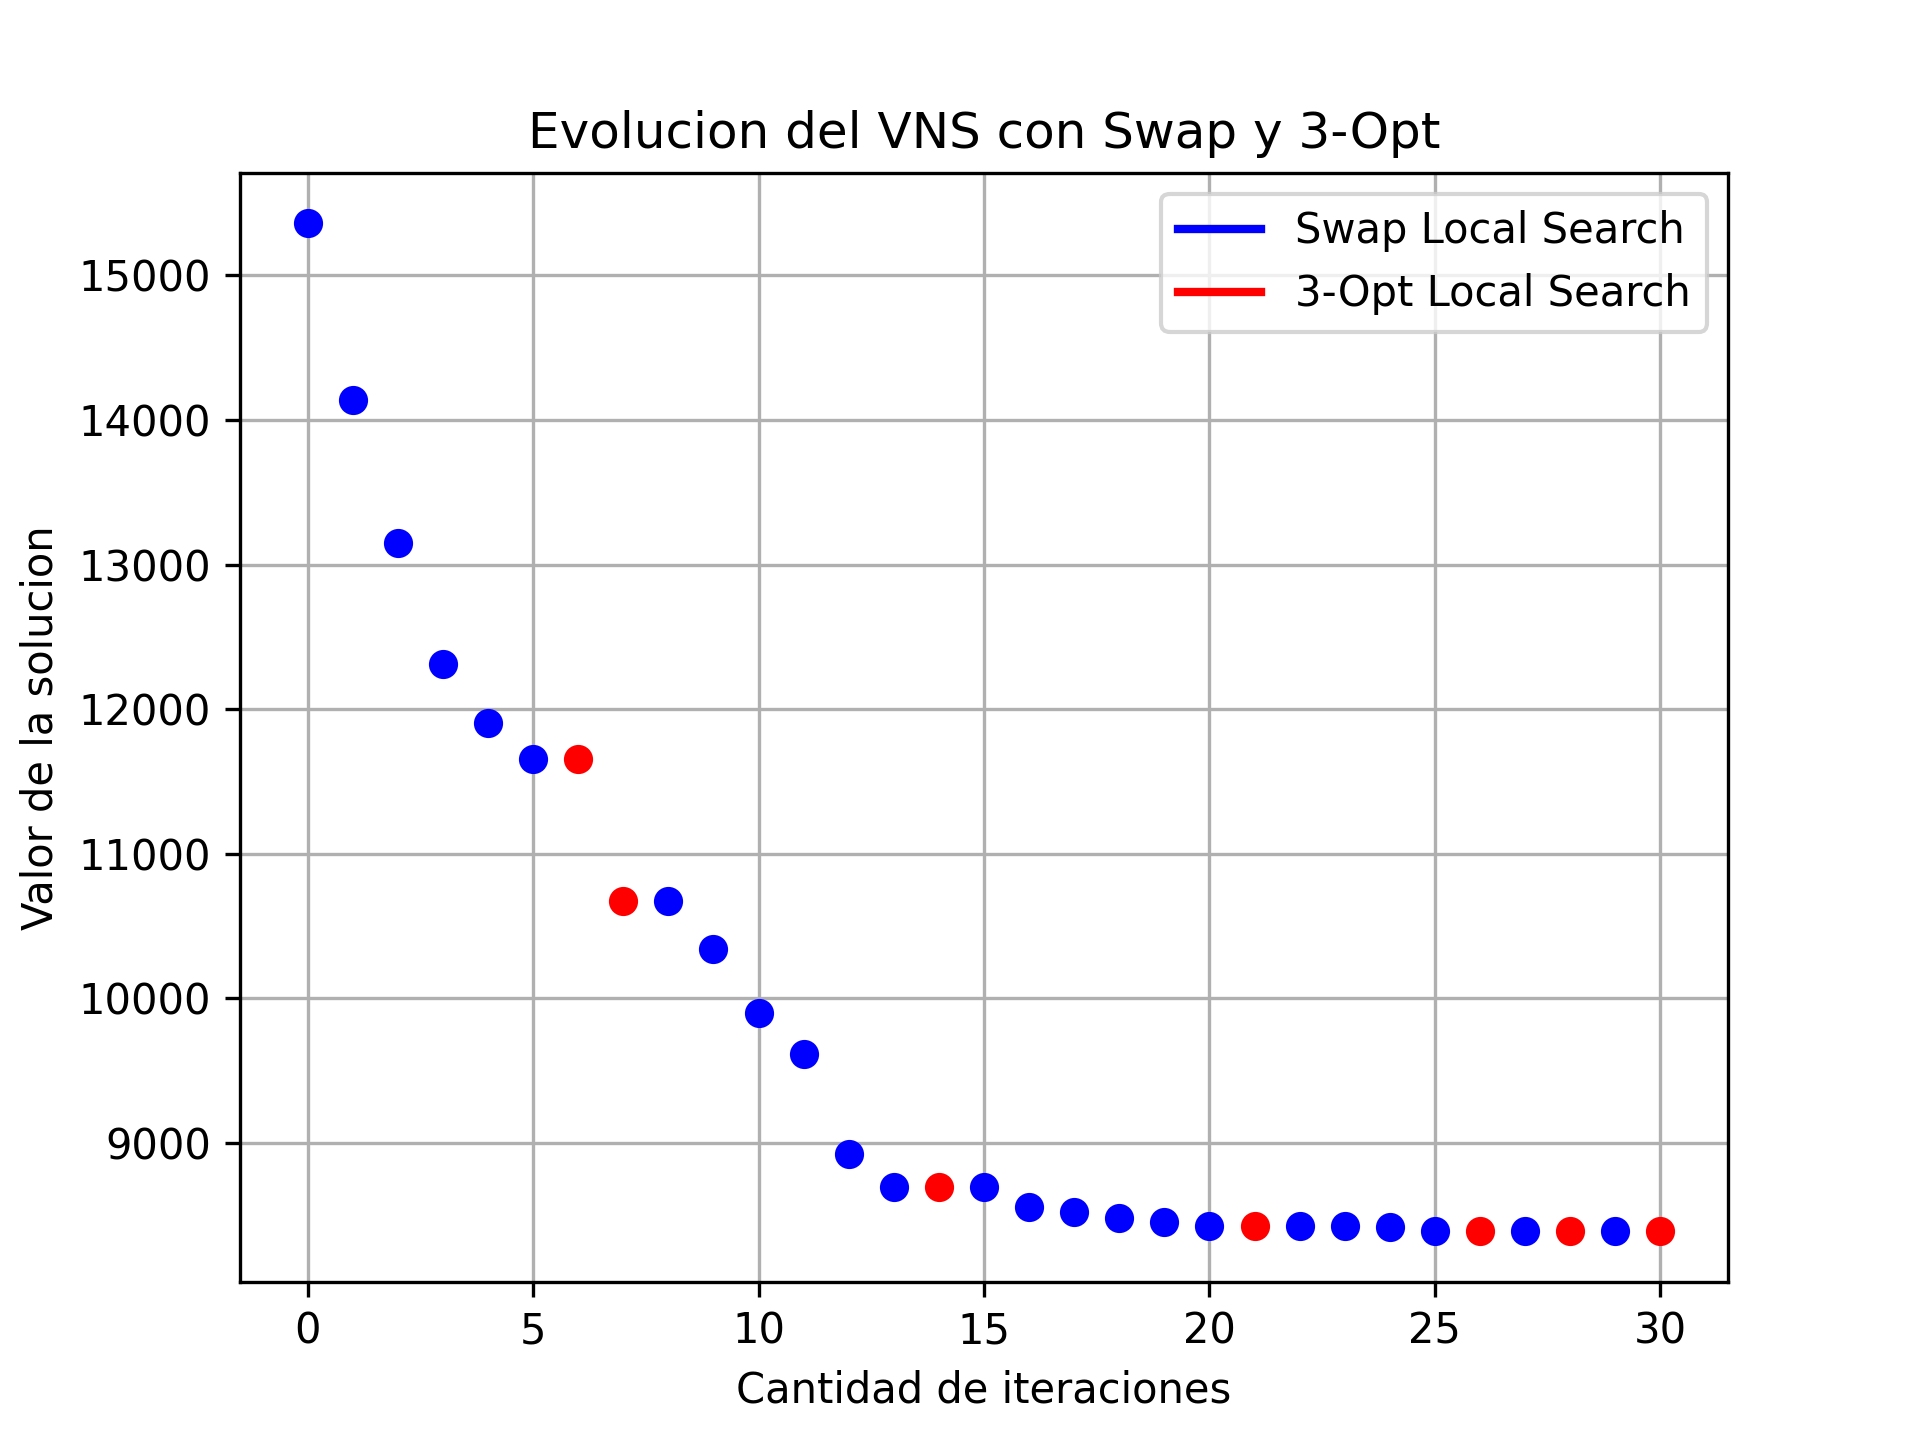 Evolucion del VNS con Swap y 3-Opt
Swap Local Search
3-Opt Local Search
Valor de la solucion
15000
14000
13000
12000
11000
10000
9000
0 5 10 15 20 25 30
Cantidad de iteraciones